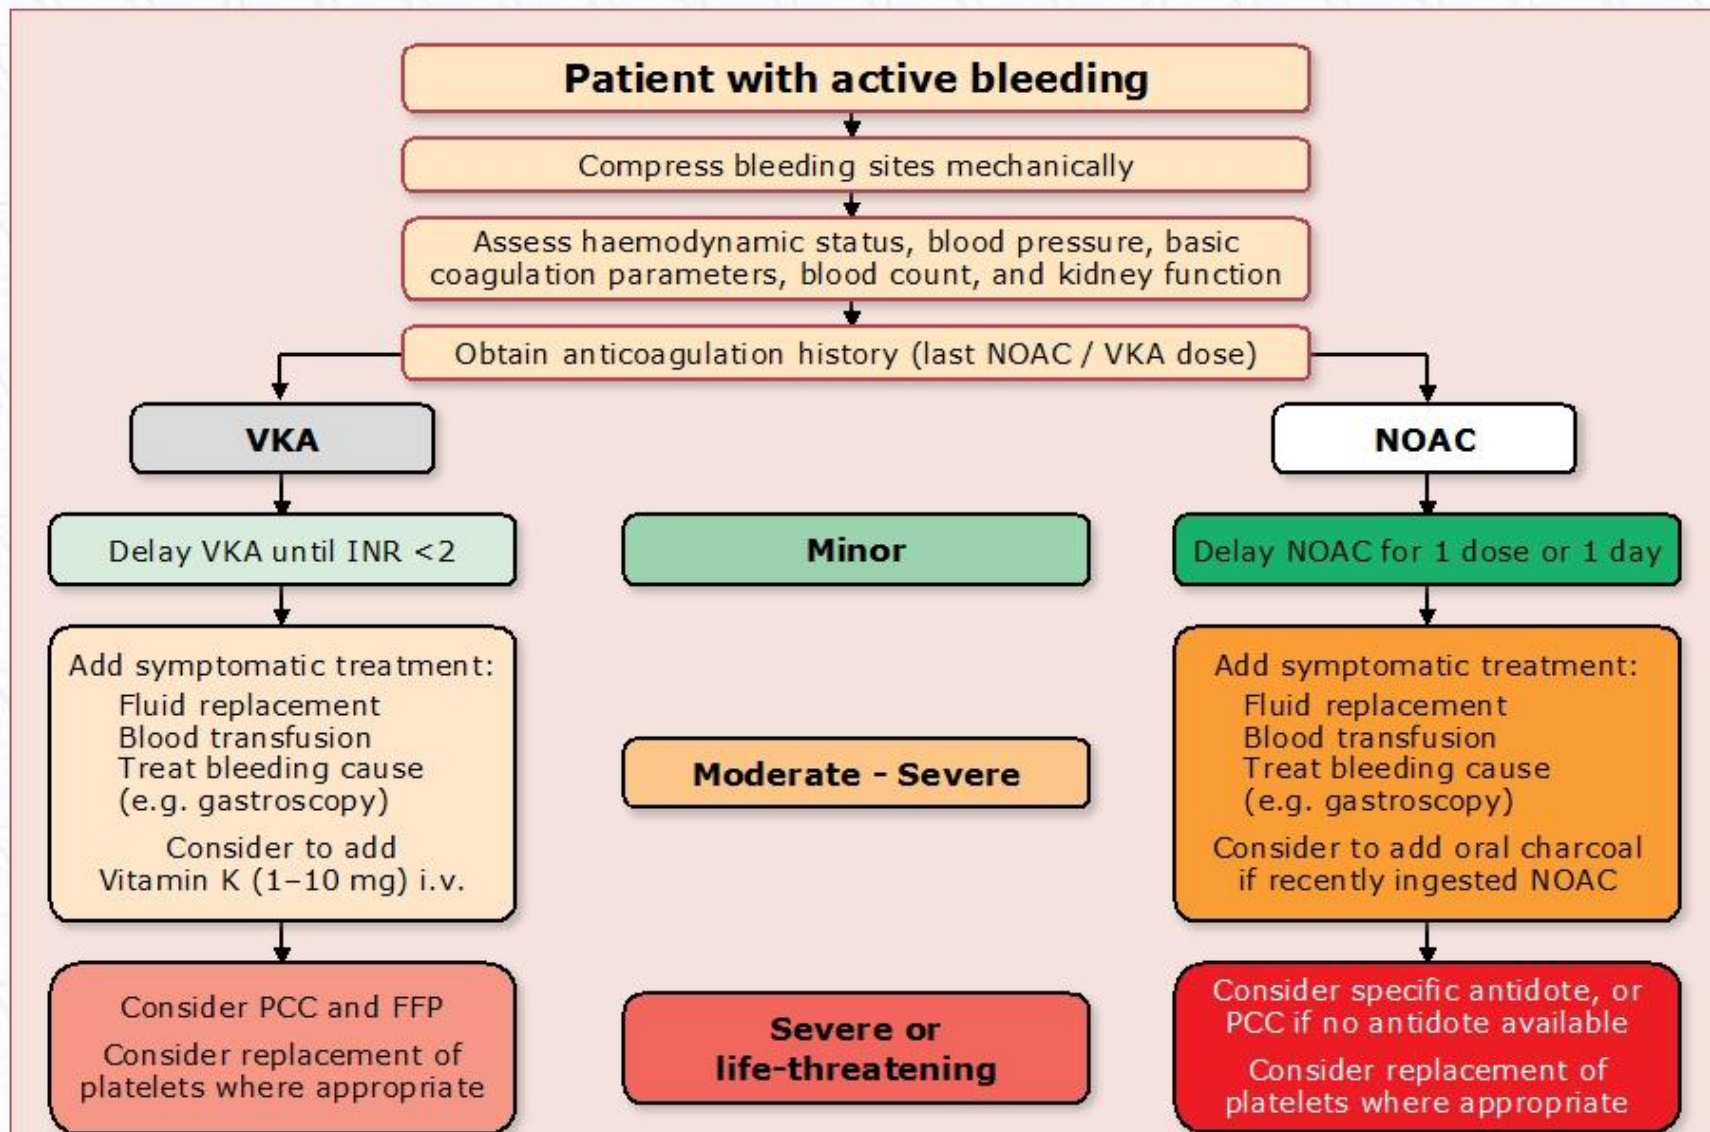 Patient with active bleeding
Compress bleeding sites mechanically
Assess haemodynamic status, blood pressure, basic
coagulation parameters, blood count, and kidney function
Obtain anticoagulation history (last NOAC / VKA dose)
VKA
NOAC
Delay VKA until INR <2
Minor
Delay NOAC for 1 dose or 1 day
Add symptomatic treatment:
Fluid replacement
Blood transfusion
Treat bleeding cause
(e.g. gastroscopy)
Consider to add
Vitamin K (1–10 mg) i.v.
Moderate - Severe
Add symptomatic treatment:
Fluid replacement
Blood transfusion
Treat bleeding cause
(e.g. gastroscopy)
Consider to add oral charcoal
if recently ingested NOAC
Consider PCC and FFP
Consider replacement of
platelets where appropriate
Severe or
life-threatening
Consider specific antidote, or
PCC if no antidote available
Consider replacement of
platelets where appropriate